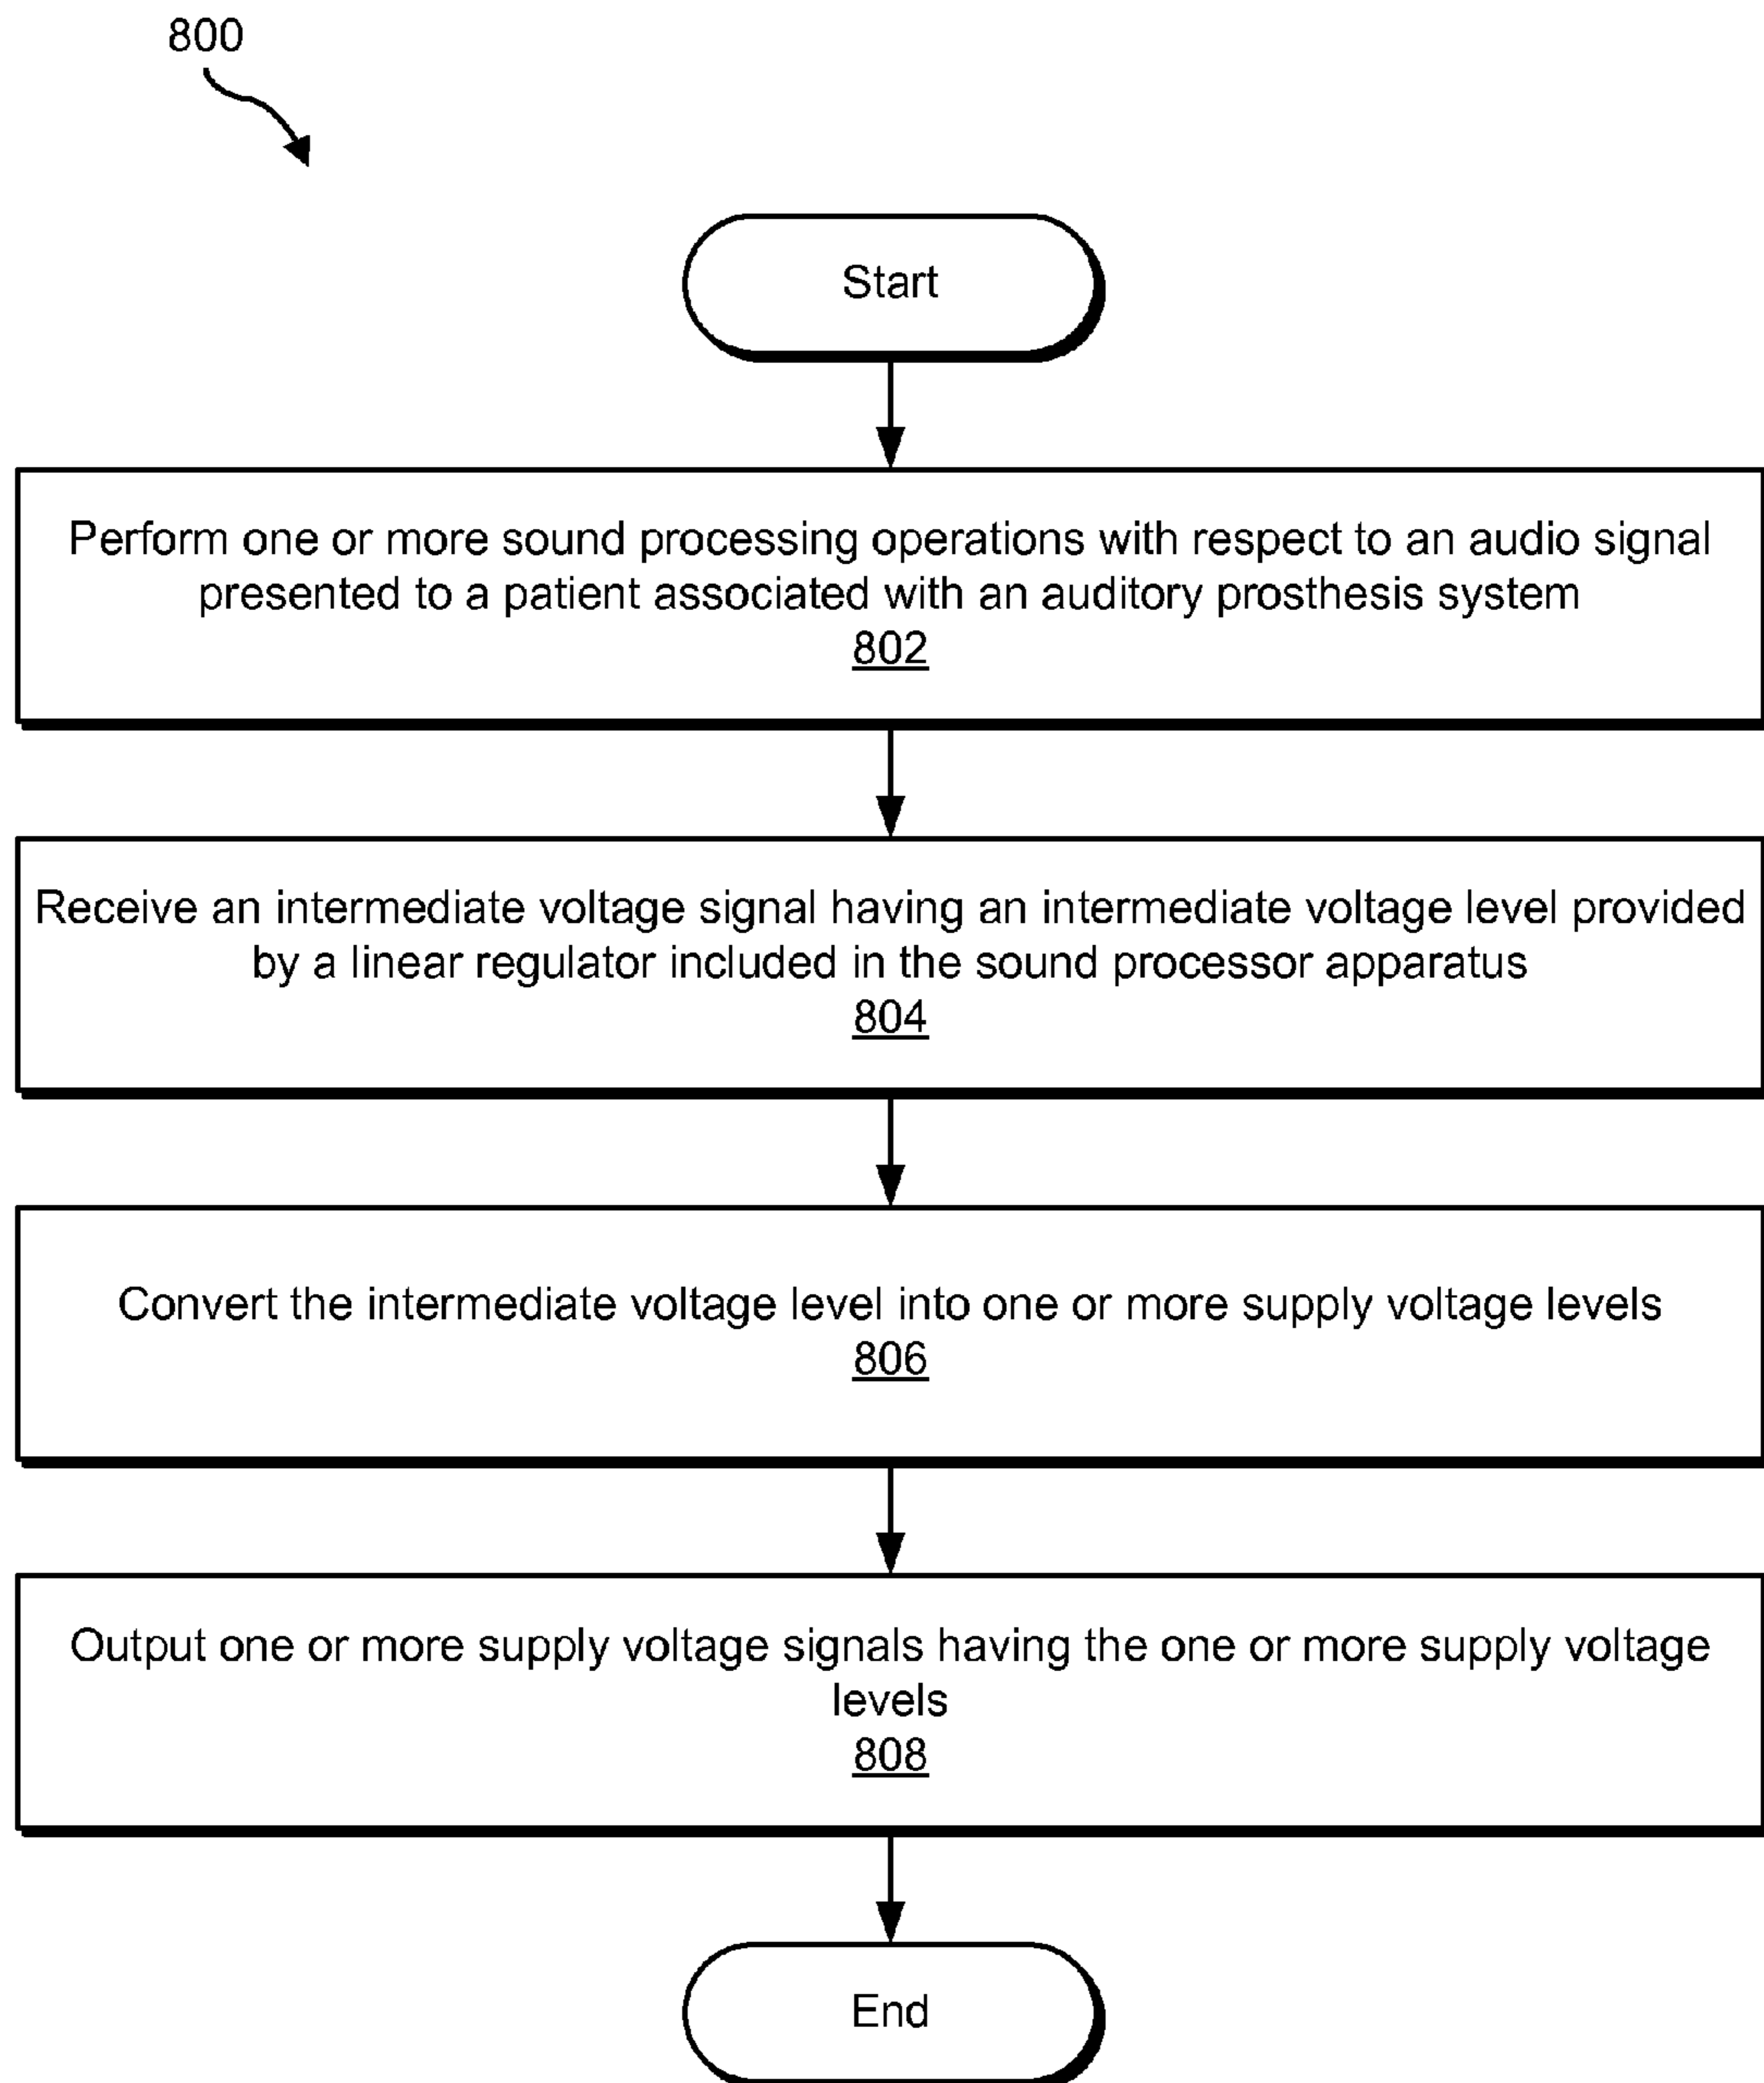 800
Start
Perform one or more sound processing operations with respect to an audio signal
presented to a patient associated with an auditory prosthesis system
802
Receive an intermediate voltage signal having an intermediate voltage level provided
by a linear regulator included in the sound processor apparatus
804
Convert the intermediate voltage level into one or more supply voltage levels
806
Output one or more supply voltage signals having the one or more supply voltage
levels
808
End